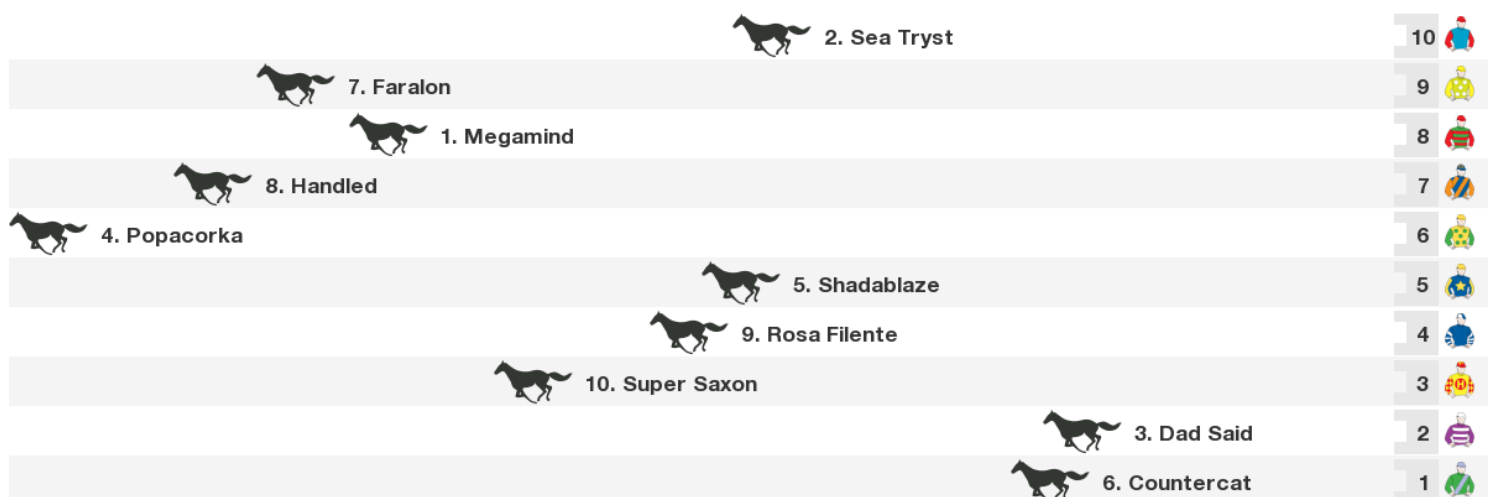 2. Sea Tryst 10
7. Faralon 9
1. Megamind 8
8. Handled 7
4. Popacorka 6
5. Shadablaze 5
9. Rosa Filente 4
10. Super Saxon 3
H
3. Dad Said 2
6. Countercat 1